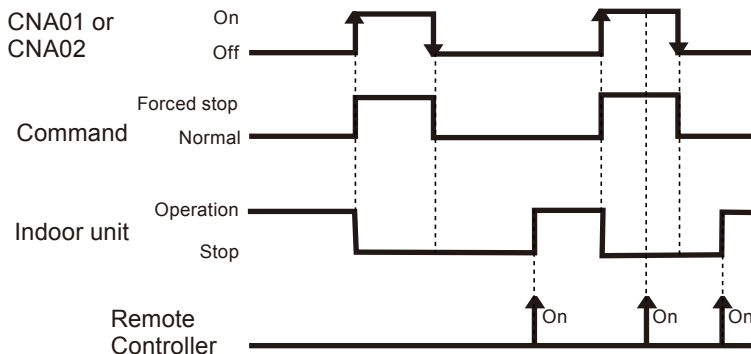 CNA01 or
CNA02
On
Off
Command
Forced stop
Normal
Indoor unit
Operation
Stop
Remote
Controller
On
On
On